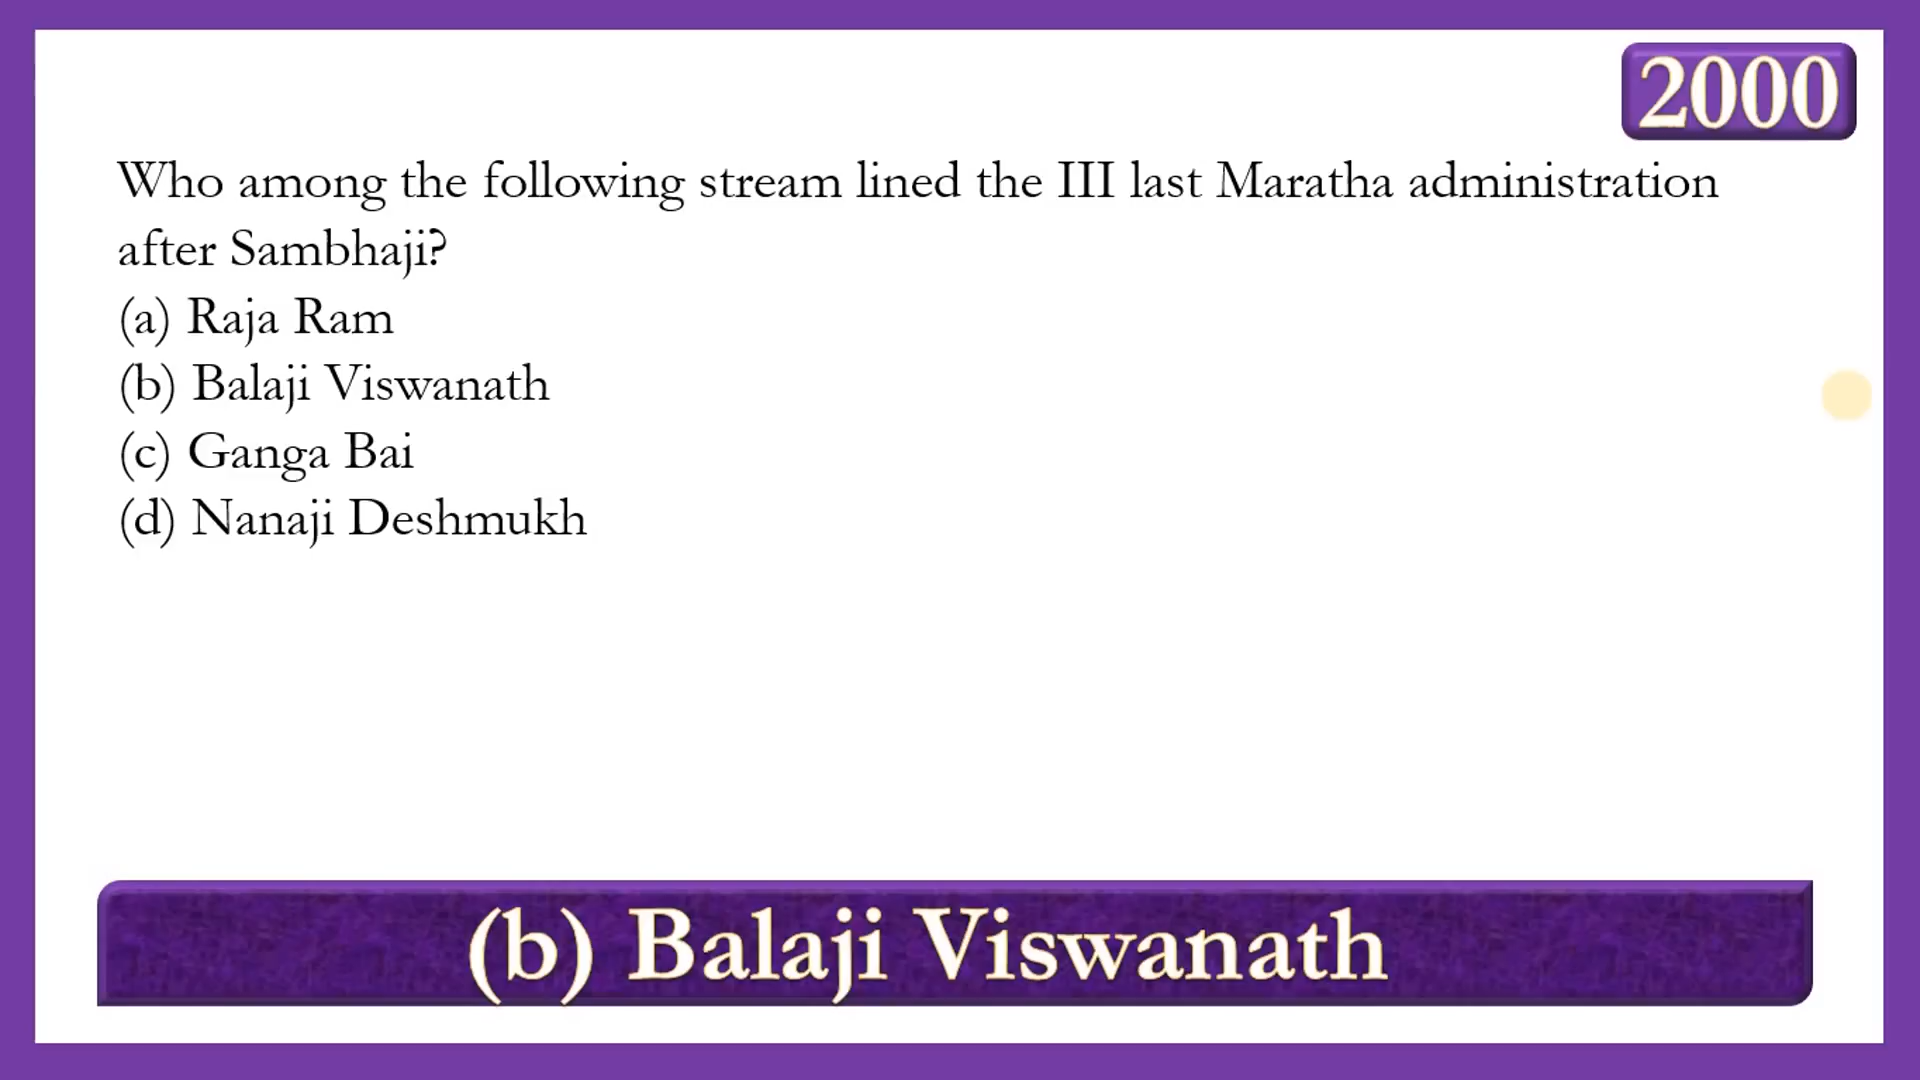 2000
Who among the following stream lined the III last Maratha administration
after Sambhaji?
(a) Raja Ram
(b) Balaji Viswanath
(c) Ganga Bai
(d) Nanaji Deshmukh
(b) Balaji Viswanath